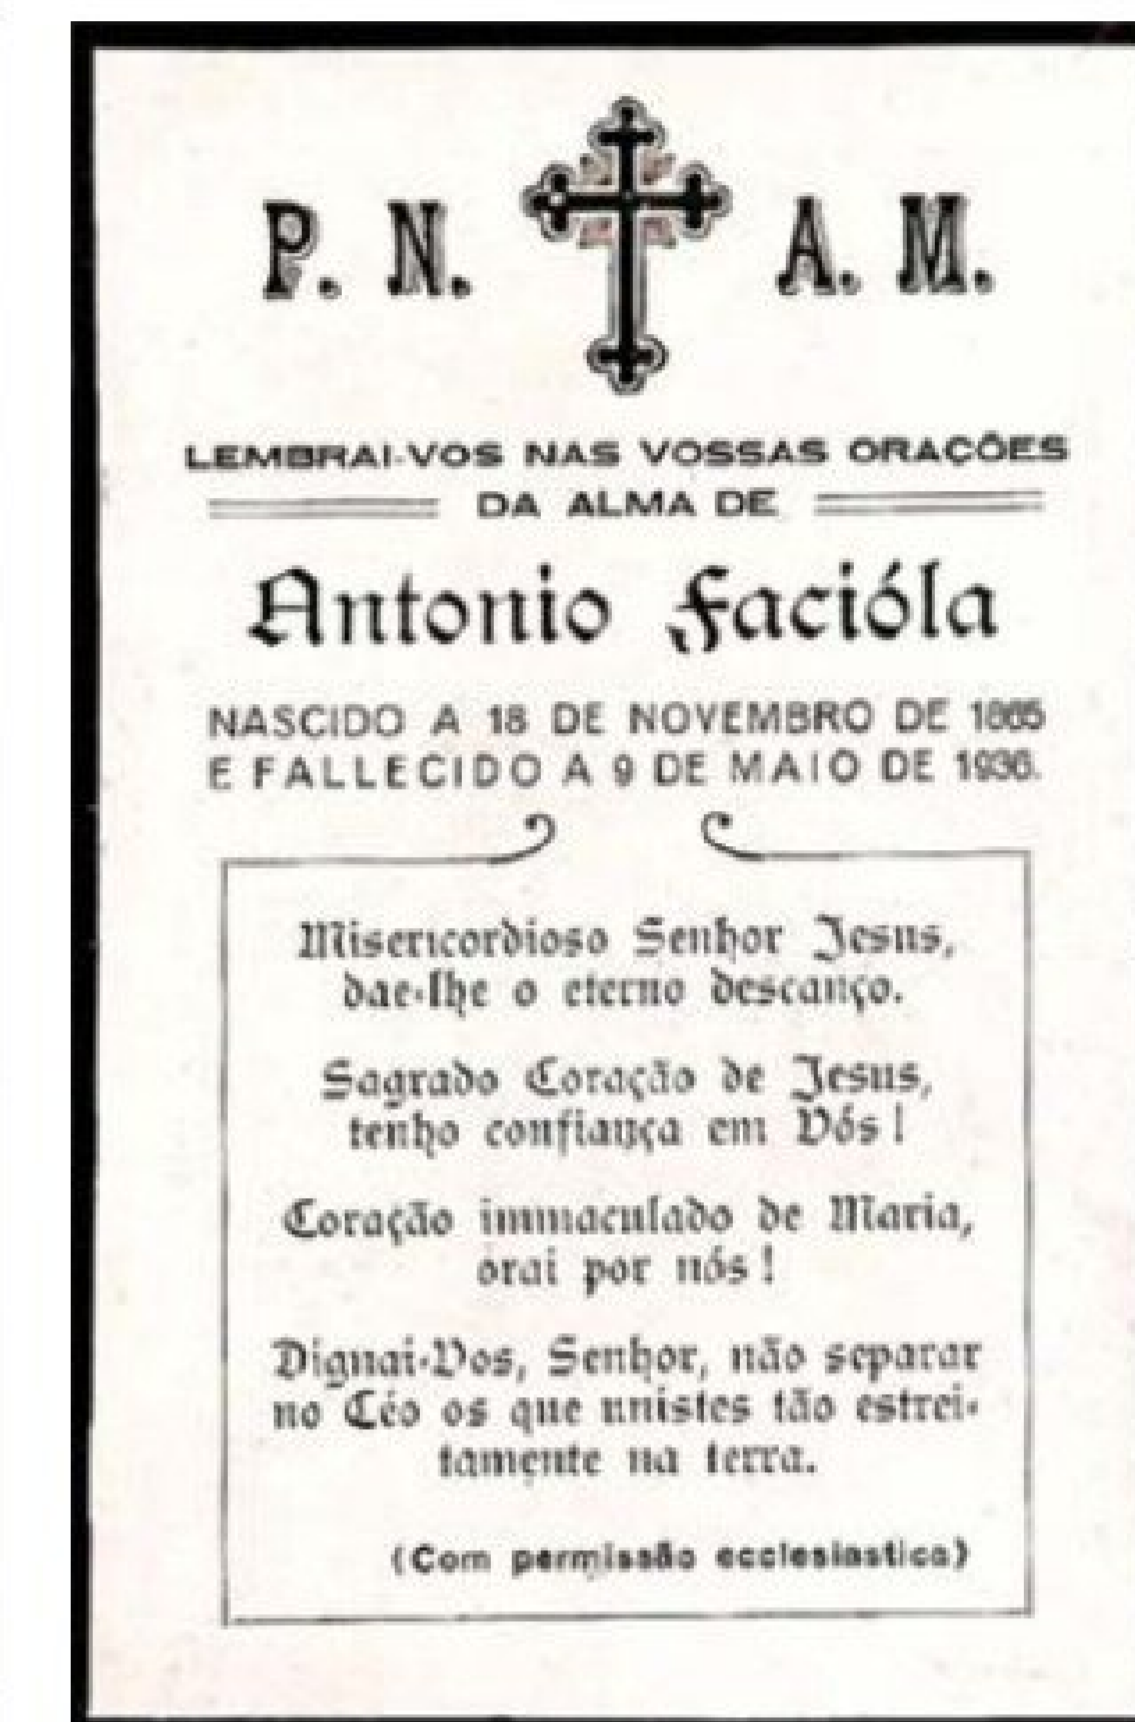 P. N. A. M.
LEMBRAI-VOS NAS VOSSAS ORAÇÕES
DA ALMA DE
Antonio Facióla
NASCIDO A 18 DE NOVEMBRO DE 1865
E FALLECIDO A 9 DE MAIO DE 1936.
Misericordioso Senhor Jesus,
dae-lhe o eterno descanço.
Sagrado Coração de Jesus,
tenho confiança em Vós!
Coração immaculado de Maria,
orai por nós!
Dignai-Vos, Senhor, não separar
no Céo os que unistes tão estrei-
tamente na terra.
(Com permissão ecclesiastica)